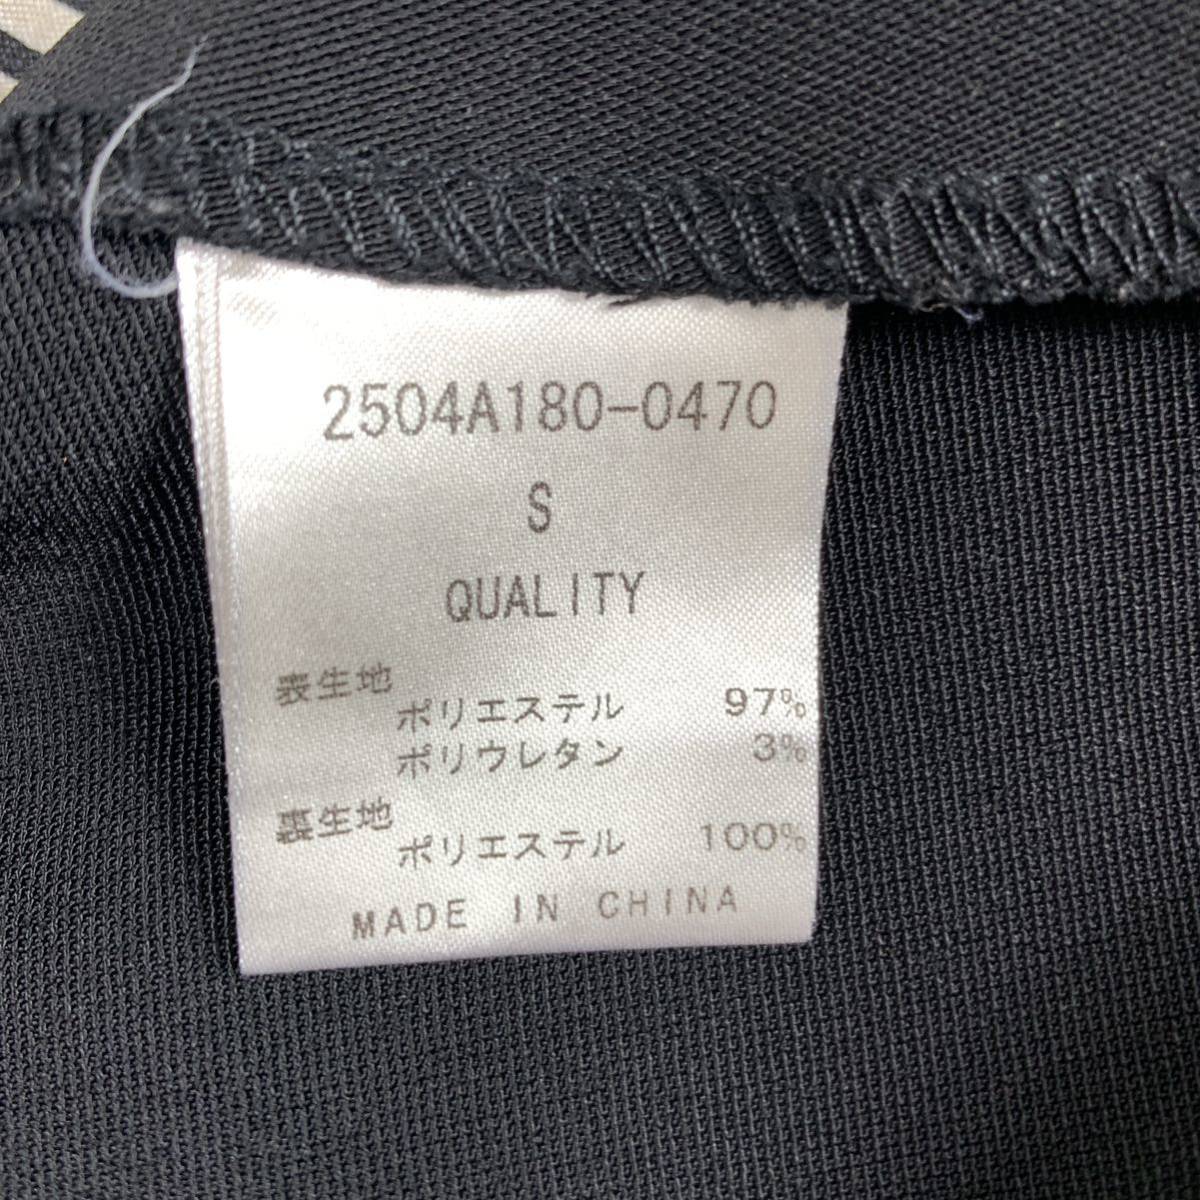 2504A180-0470
S
QUALITY
表生地
ポリエステル 97%
ポリウレタン 3%
裏生地
ポリエステル 100%
MADE IN CHINA